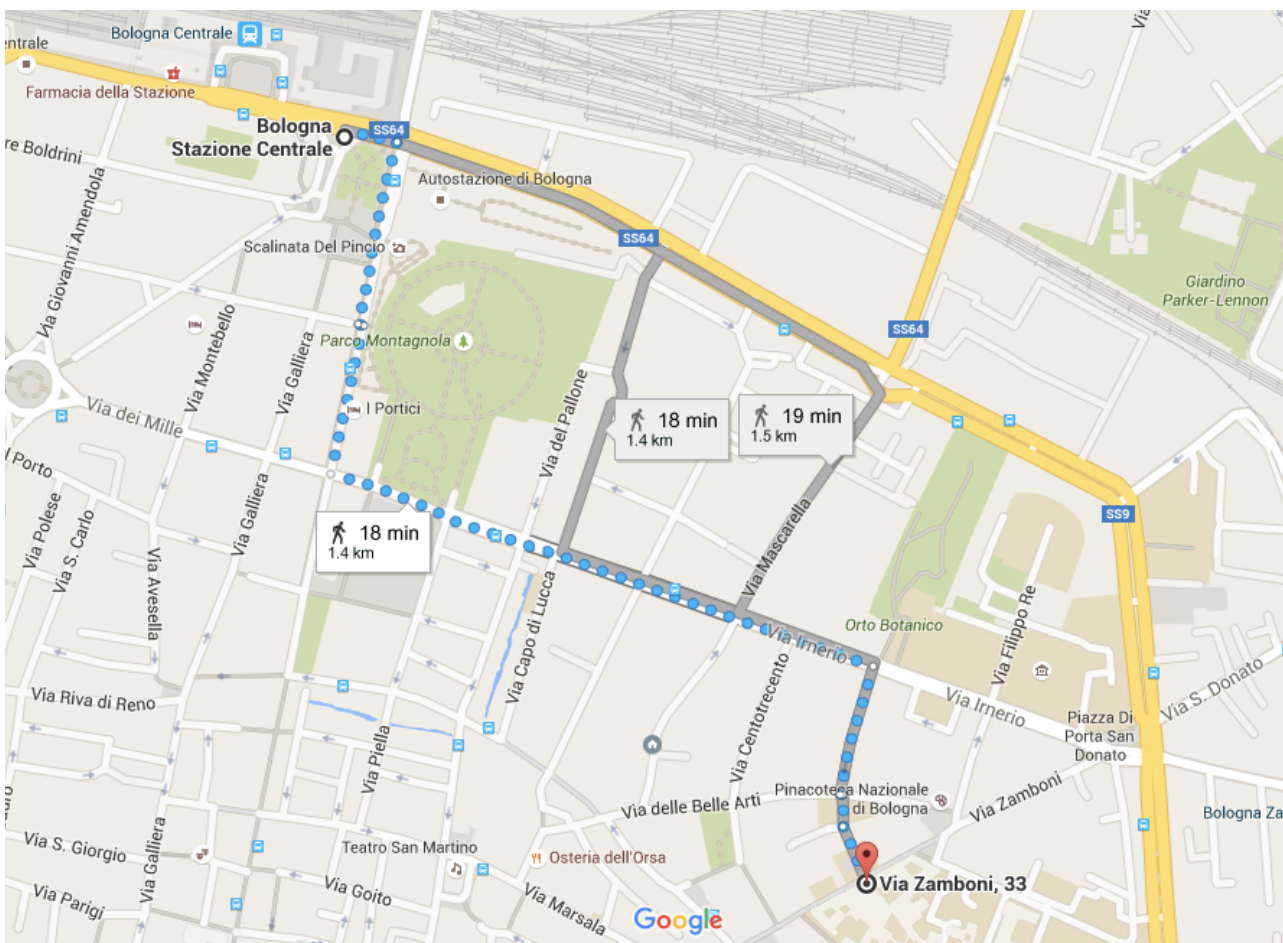 Bologna Centrale
entrale
Via
Farmacia della Stazione
Bologna
Stazione Centrale
SS64
re Boldrini
Autostazione di Bologna
Via Giovanni Amendola
Scalinata Del Pincio
SS64
Giardino
Parker-Lennon
SS64
Parco Montagnola
Via Montebello
Via Galliera
Via dei Mille
I Portici
Via del Pallone
18 min
1.4 km
19 min
1.5 km
l Porto
Via Polese
Via S. Carlo
Via Avesella
Via Galliera
18 min
1.4 km
SS9
Via Mascarella
Via Capo di Lucca
Via Irnerio
Orto Botanico
Via Filippo Re
Via Riva di Reno
Via Piella
Via Centotrecento
Via Irnerio
Via S. Donato
Piazza Di
Porta San
Donato
Pinacoteca Nazionale
di Bologna
Via delle Belle Arti
Via Zamboni
Bologna Za
Via S. Giorgio
Via Galliera
Teatro San Martino
Osteria dell'Orsa
Via Goito
Via Marsala
Via Parigi
Via Zamboni, 33
Google